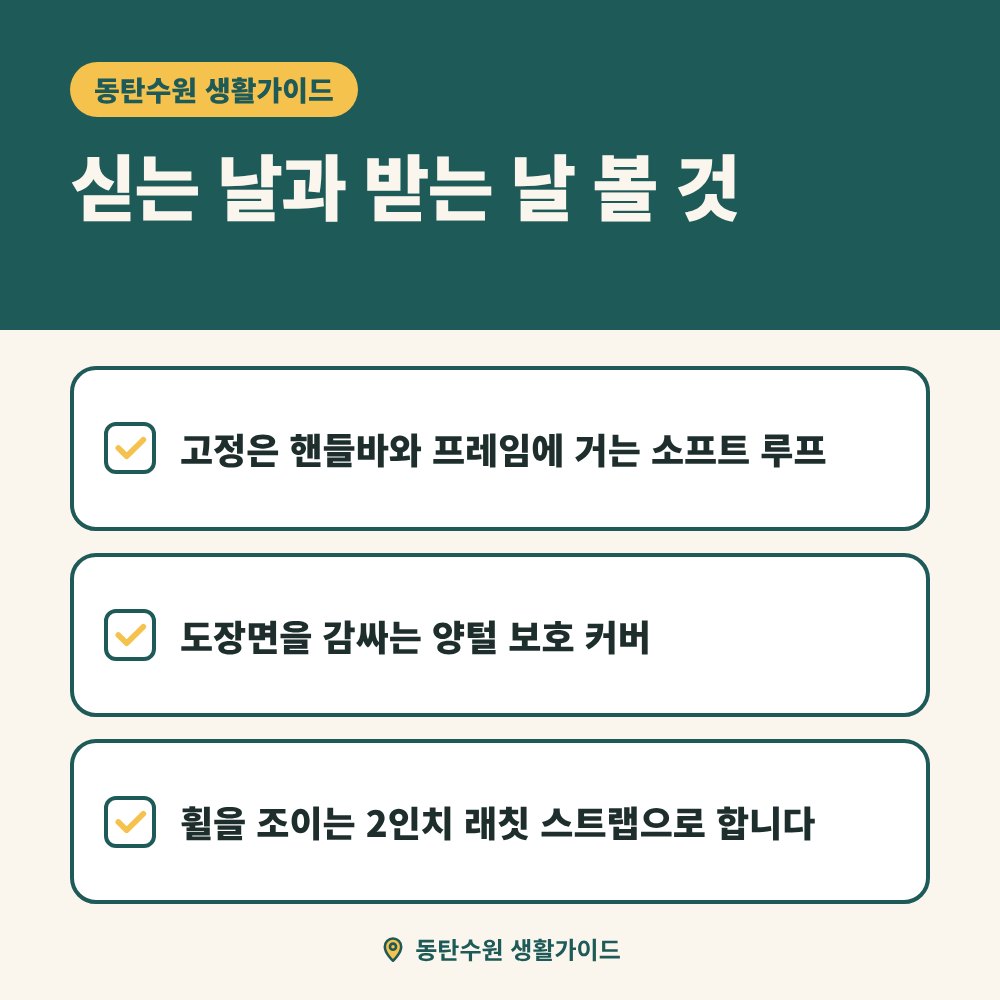 동탄수원 생활가이드
싣는 날과 받는 날 볼 것
고정은 핸들바와 프레임에 거는 소프트 루프
도장면을 감싸는 양털 보호 커버
휠을 조이는 2인치 래칫 스트랩으로 합니다
동탄수원 생활가이드